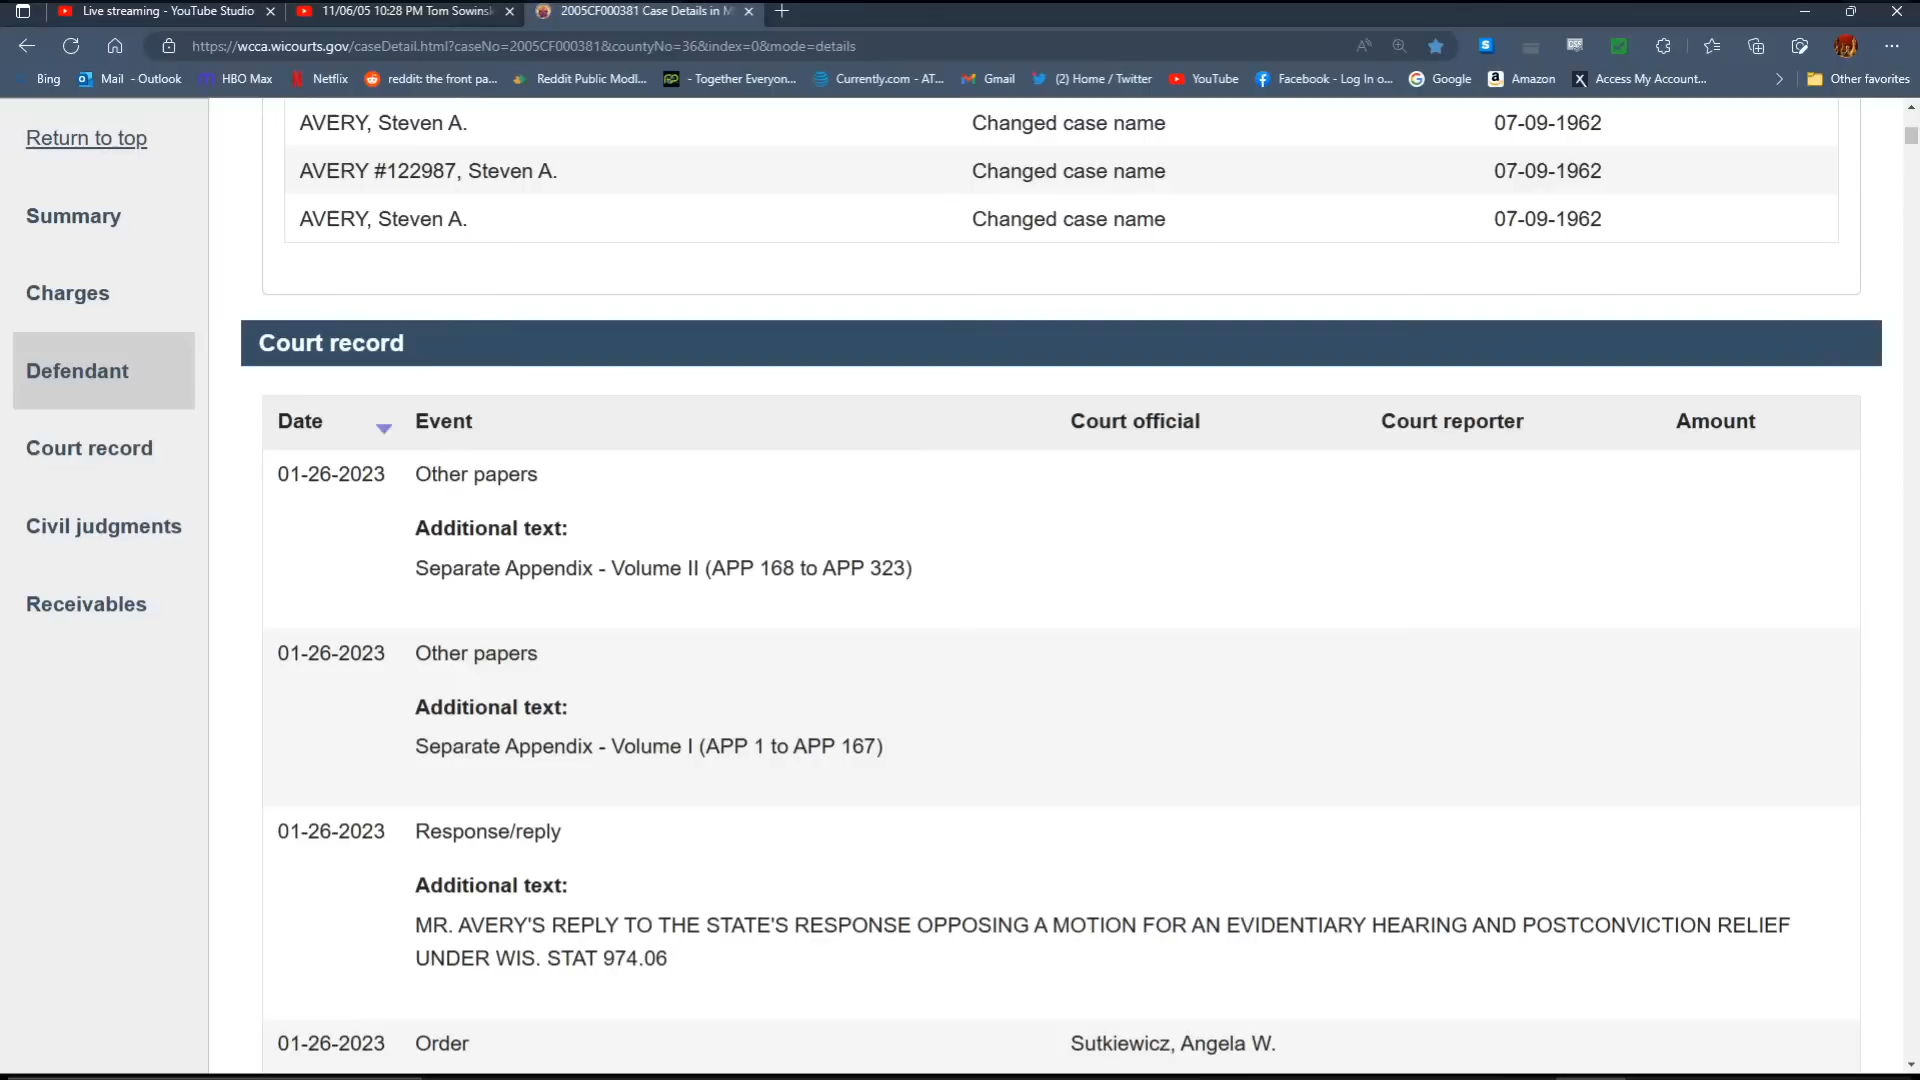 Live streaming - YouTube Studio
11/06/05 10:28 PM Tom Sowinsk
2005CF000381 Case Details in M
https://wcca.wicourts.gov/caseDetail.html?caseNo=2005CF000381&countyNo=36&index=0&mode=details
Bing
Mail - Outlook
HBO Max
Netflix
reddit: the front pa...
Reddit Public Modl...
- Together Everyon...
Currently.com - AT...
Gmail
(2) Home / Twitter
YouTube
Facebook - Log In o...
Google
Amazon
Access My Account...
Other favorites
Return to top
Summary
Charges
Defendant
Court record
Civil judgments
Receivables
AVERY, Steven A. Changed case name 07-09-1962
AVERY #122987, Steven A. Changed case name 07-09-1962
AVERY, Steven A. Changed case name 07-09-1962
Court record
Date Event Court official Court reporter Amount
01-26-2023 Other papers
Additional text:
Separate Appendix - Volume II (APP 168 to APP 323)
01-26-2023 Other papers
Additional text:
Separate Appendix - Volume I (APP 1 to APP 167)
01-26-2023 Response/reply
Additional text:
MR. AVERY'S REPLY TO THE STATE'S RESPONSE OPPOSING A MOTION FOR AN EVIDENTIARY HEARING AND POSTCONVICTION RELIEF
UNDER WIS. STAT 974.06
01-26-2023 Order Sutkiewicz, Angela W.